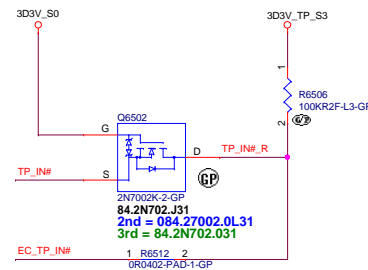 3D3V_S0
3D3V_TP_S3
1
R6506
100KR2F-L3-GP
2
Q6502
G
D
TP_IN#_R
TP_IN#
S
GP
2N7002K-2-GP
84.2N702.J31
2nd = 084.27002.0L31
3rd = 84.2N702.031
EC_TP_IN#
1 R6512 2
0R0402-PAD-1-GP